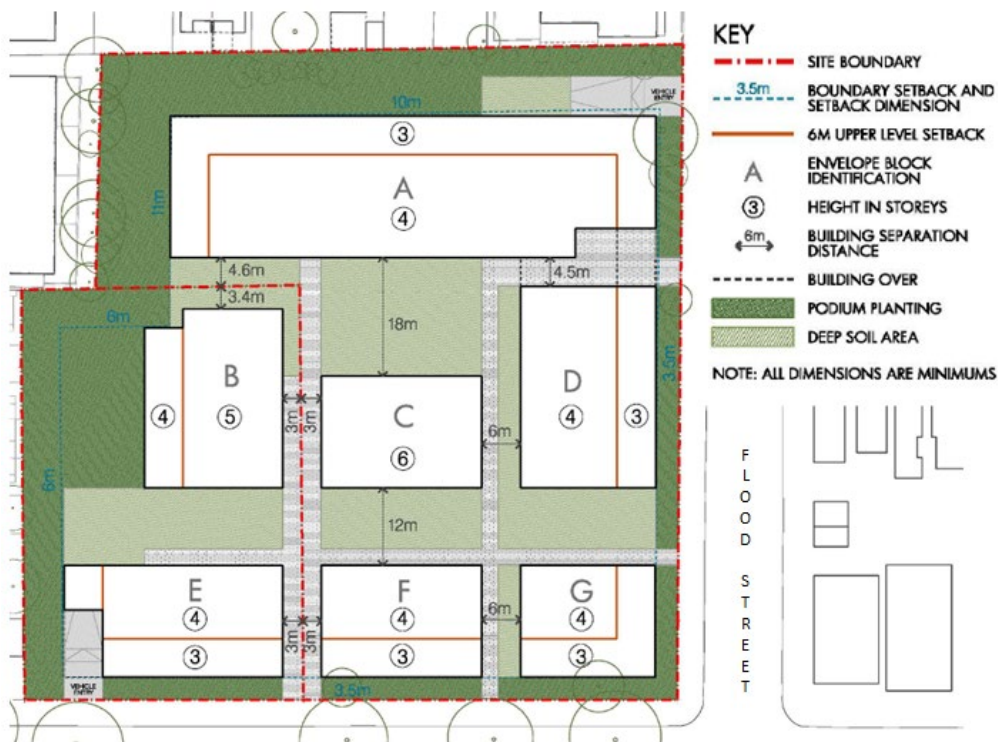 KEY
SITE BOUNDARY
3.5m
BOUNDARY SETBACK AND
SETBACK DIMENSION
6M UPPER LEVEL SETBACK
A
ENVELOPE BLOCK
IDENTIFICATION
3
HEIGHT IN STOREYS
6m
BUILDING SEPARATION
DISTANCE
BUILDING OVER
PODIUM PLANTING
DEEP SOIL AREA
NOTE: ALL DIMENSIONS ARE MINIMUMS
VEHICLE
ENTRY
10m
3
A
4
11m
4.6m
3.4m
4.5m
18m
6m
B
4
5
3m
3m
C
6
6m
D
4
3
3.5m
6m
12m
E
4
3
3m
3m
F
4
3
6m
G
4
3
VEHICLE
ENTRY
3.5m
FLOOD STREET